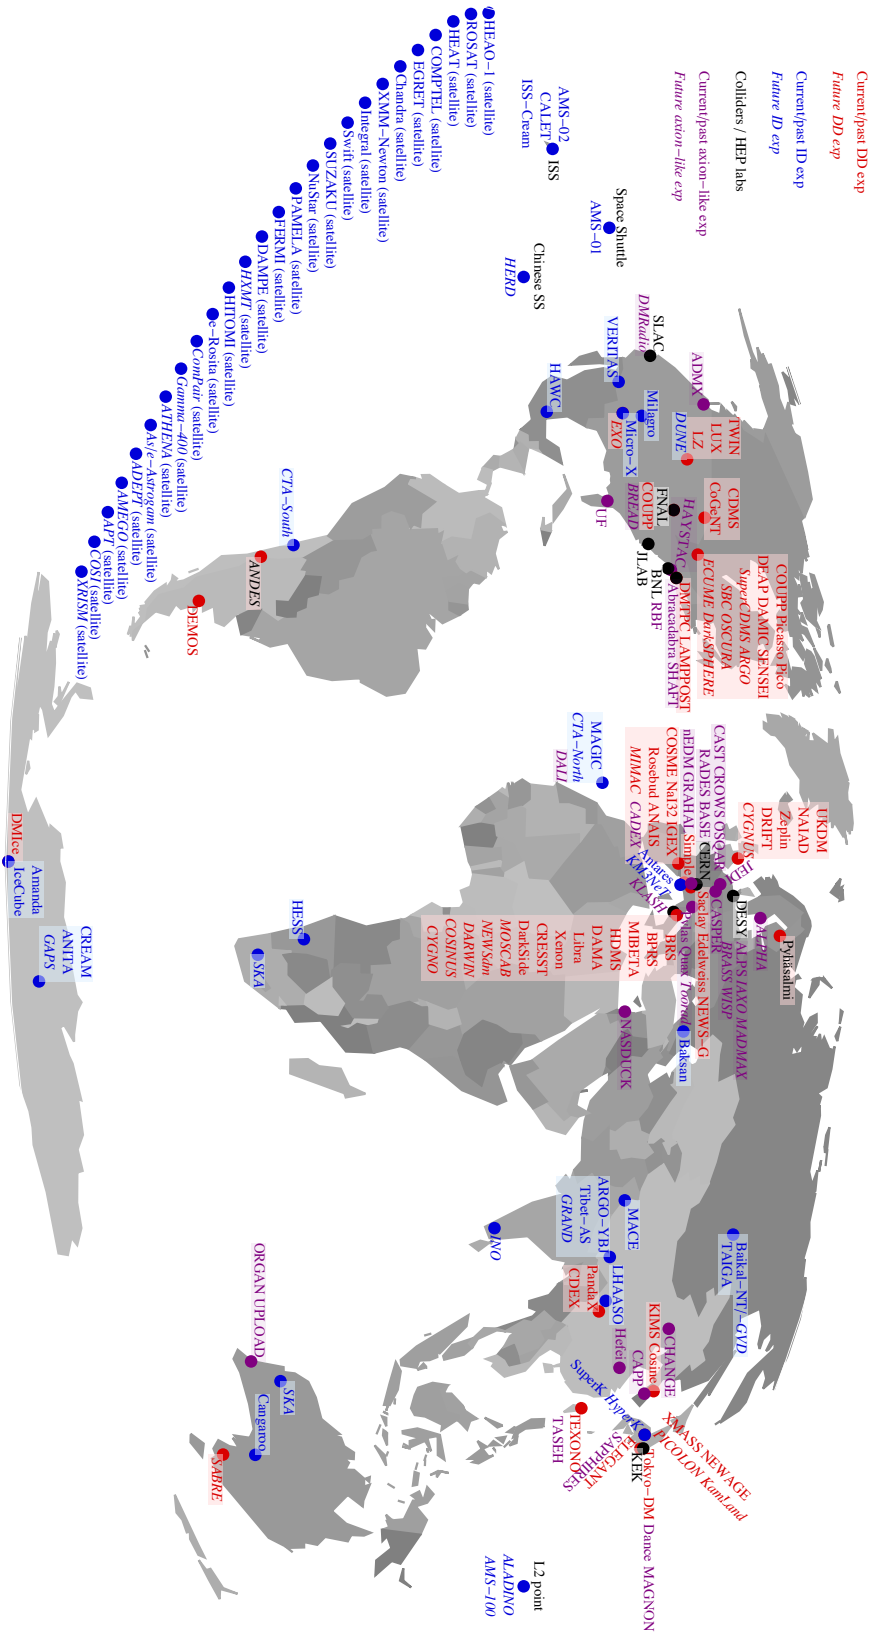 Current/past DD exp
Future DD exp
Current/past ID exp
Future ID exp
Colliders / HEP labs
Current/past axion−like exp
Future axion−like exp
AMS−02
CALET
ISS−Cream
ISS
Space Shuttle
AMS−01
Chinese SS
HERD
HEAO−1 (satellite)
ROSAT (satellite)
HEAT (satellite)
COMPTEL (satellite)
EGRET (satellite)
Chandra (satellite)
XMM−Newton (satellite)
Integral (satellite)
Swift (satellite)
SUZAKU (satellite)
NuStar (satellite)
PAMELA (satellite)
FERMI (satellite)
DAMPE (satellite)
HXMT (satellite)
HITOMI (satellite)
e−Rosita (satellite)
ComPair (satellite)
Gamma−400 (satellite)
ATHENA (satellite)
As/e−Astrogam (satellite)
ADEPT (satellite)
AMEGO (satellite)
APT (satellite)
COSI (satellite)
XRISM (satellite)
SLAC
DMRadio
VERITAS
HAWC
ADMX
Milagro
Micro−X
EXO
TWIN
LUX
LZ
DUNE
CDMS
CoGeNT
HAYSTAC
FNAL
COUPP
BREAD
UF
JLAB
BNL RBF
COUPP Picasso Pico
DEAP DAMIC SENSEI
SuperCDMS ARGO
SBC OSCURA
ECUME DarkSPHERE
DMTPC LAMPPOST
Abracadabra SHAFT
CTA−South
ANDES
DEMOS
MAGIC
CTA−North
DALI
UKDM
NAIAD
Zeplin
DRIFT
CYGNUS
CAST CROWS OSQAR
RADES BASE CERN
nEDM GRAHAL Simple
COSME NaI32 IGEX
Rosebud ANAIS
MIMAC CADEX
Antares
KM3NeT
KLASH
JEDI
DESY ALPS IAXO MADMAX
BRASS WISP
CASPER
Saclay Edelweiss NEWS−G
Pvlas Quax Toorad
ALPHA
Pyhäsalmi
BRS
BPRS
MIBETA
HDMS
DAMA
Libra
Xenon
CRESST
DarkSide
MOSCAB
NEWSdm
DARWIN
COSINUS
CYGNO
NASDUCK
Baksan
HESS
SKA
DMIce
Amanda
IceCube
CREAM
ANITA
GAPS
MACE
ARGO−YBJ
Tibet−AS
GRAND
INO
LHAASO
PandaX
CDEX
Baikal−NT/−GVD
TAIGA
CHANGE
KIMS Cosine
CAPP
Hefei
SuperK HyperK
XMASS NEWAGE
PICOLON KamLand
Tokyo−DM Dance MAGNON
KEK
ELEGANT
SAPPHIRES
TEXONO
TASEH
ORGAN UPLOAD
SKA
Cangaroo
SABRE
L2 point
ALADINO
AMS−100